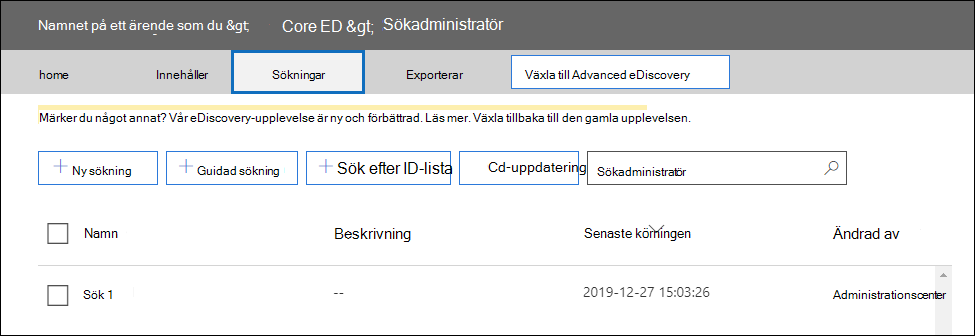 Namnet på ett ärende som du &gt; Core ED &gt; Sökadministratör
home Innehåller Sökningar Exporterar Växla till Advanced eDiscovery
Märker du något annat? Vår eDiscovery-upplevelse är ny och förbättrad. Läs mer. Växla tillbaka till den gamla upplevelsen.
Ny sökning Guidad sökning Sök efter ID-lista Cd-uppdatering Sökadministratör
Namn Beskrivning Senaste körningen Ändrad av
Sök 1 -- 2019-12-27 15:03:26 Administrationscenter